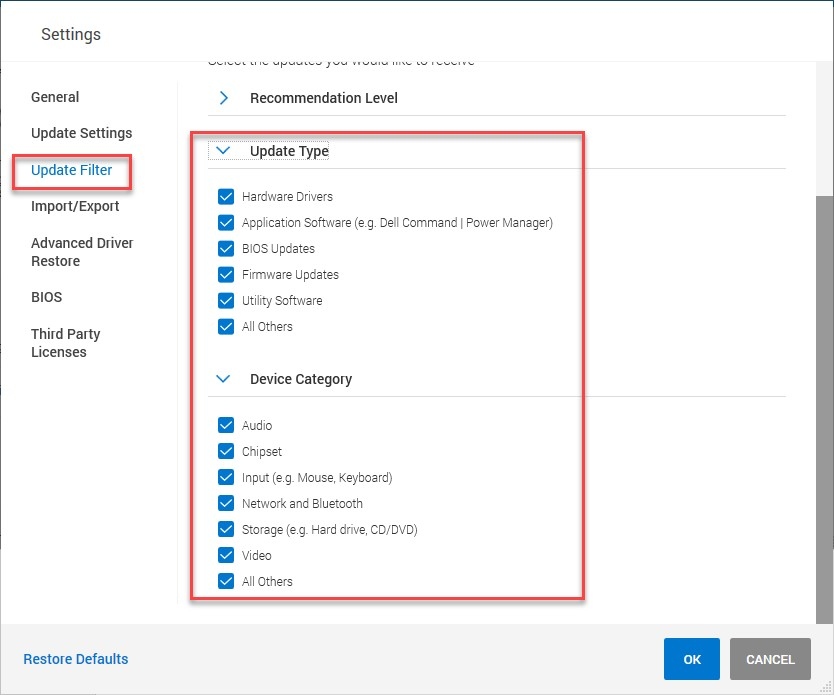 Settings
Select the updates you would like to receive
General
Update Settings
Update Filter
Import/Export
Advanced Driver
Restore
BIOS
Third Party
Licenses
Recommendation Level
Update Type
Hardware Drivers
Application Software (e.g. Dell Command | Power Manager)
BIOS Updates
Firmware Updates
Utility Software
All Others
Device Category
Audio
Chipset
Input (e.g. Mouse, Keyboard)
Network and Bluetooth
Storage (e.g. Hard drive, CD/DVD)
Video
All Others
Restore Defaults
OK
CANCEL